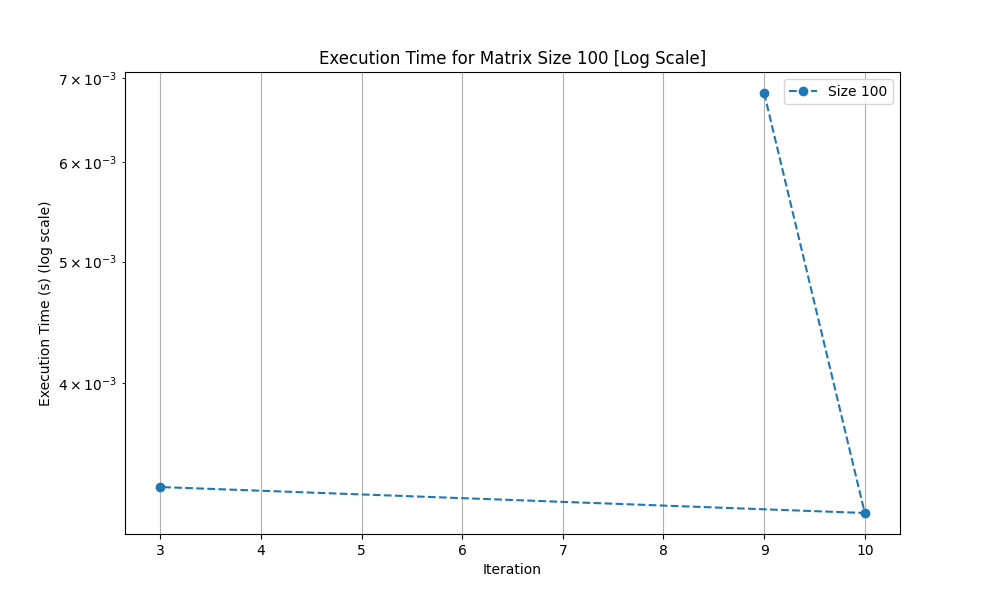 Execution Time for Matrix Size 100 [Log Scale]
Size 100
7 × 10⁻³
6 × 10⁻³
5 × 10⁻³
4 × 10⁻³
Execution Time (s) (log scale)
3 4 5 6 7 8 9 10
Iteration